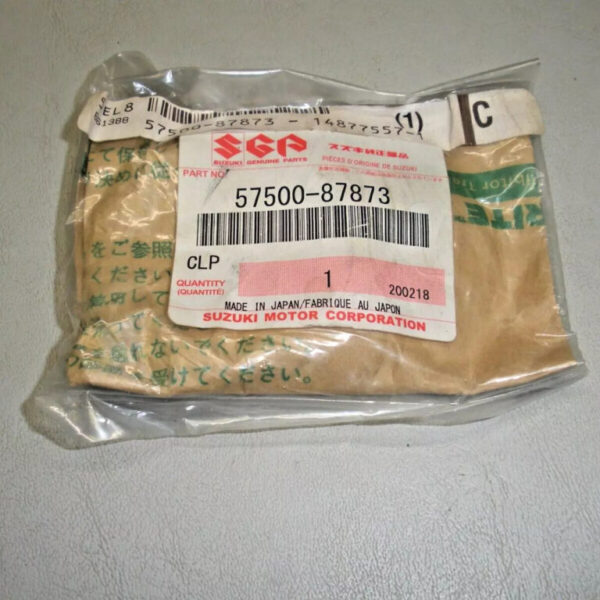 EL8
1388
57500-87873 - 14877557-1
(1)
C
SGP
SUZUKI GENUINE PARTS
スズキ純正部品
PIÈCES D'ORIGINE DE SUZUKI
PART NO.
57500-87873
CLP
QUANTITY
(QUANTITÉ)
1
200218
MADE IN JAPAN/FABRIQUE AU JAPON
SUZUKI MOTOR CORPORATION
をご参照
ください
れないでください。
受けてください。